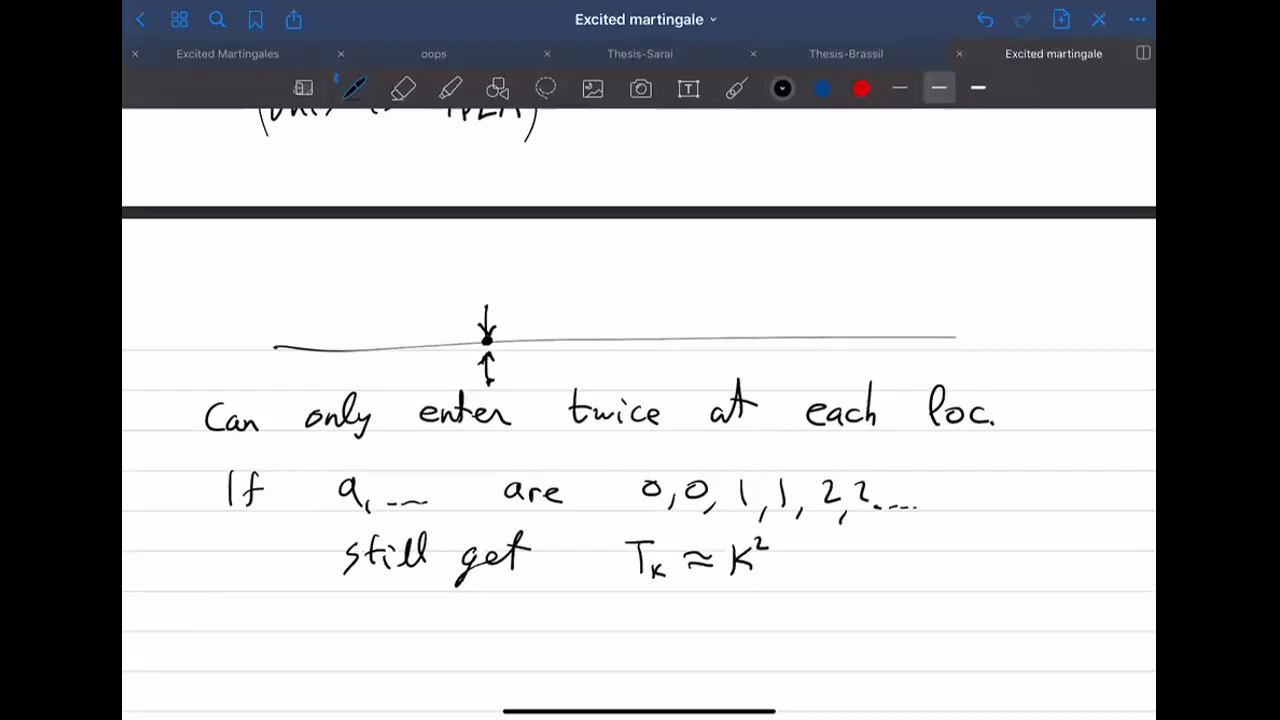 Excited martingale
Excited Martingales
oops
Thesis-Sarai
Thesis-Brassil
Excited martingale
T
Can only enter twice at each loc.
If a, ... are 0,0,1,1,2,2....
still get Tₖ ≈ K²